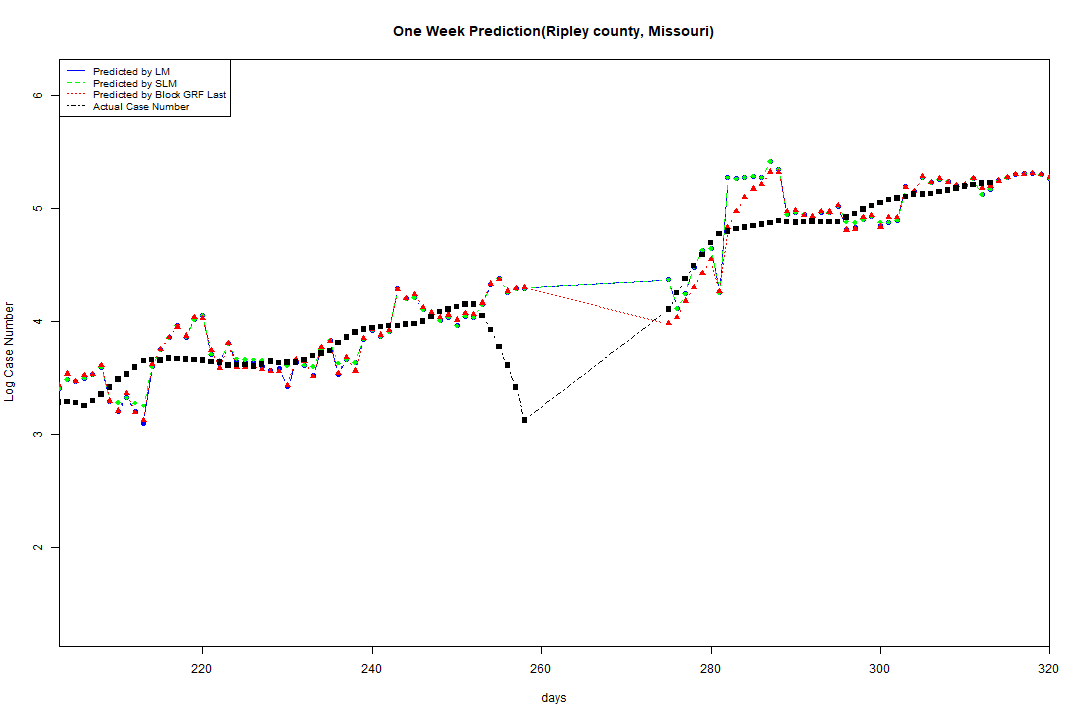 One Week Prediction(Ripley county, Missouri)
Predicted by LM
Predicted by SLM
Predicted by Block GRF Last
Actual Case Number
6
5
4
3
2
Log Case Number
220 240 260 280 300 320
days